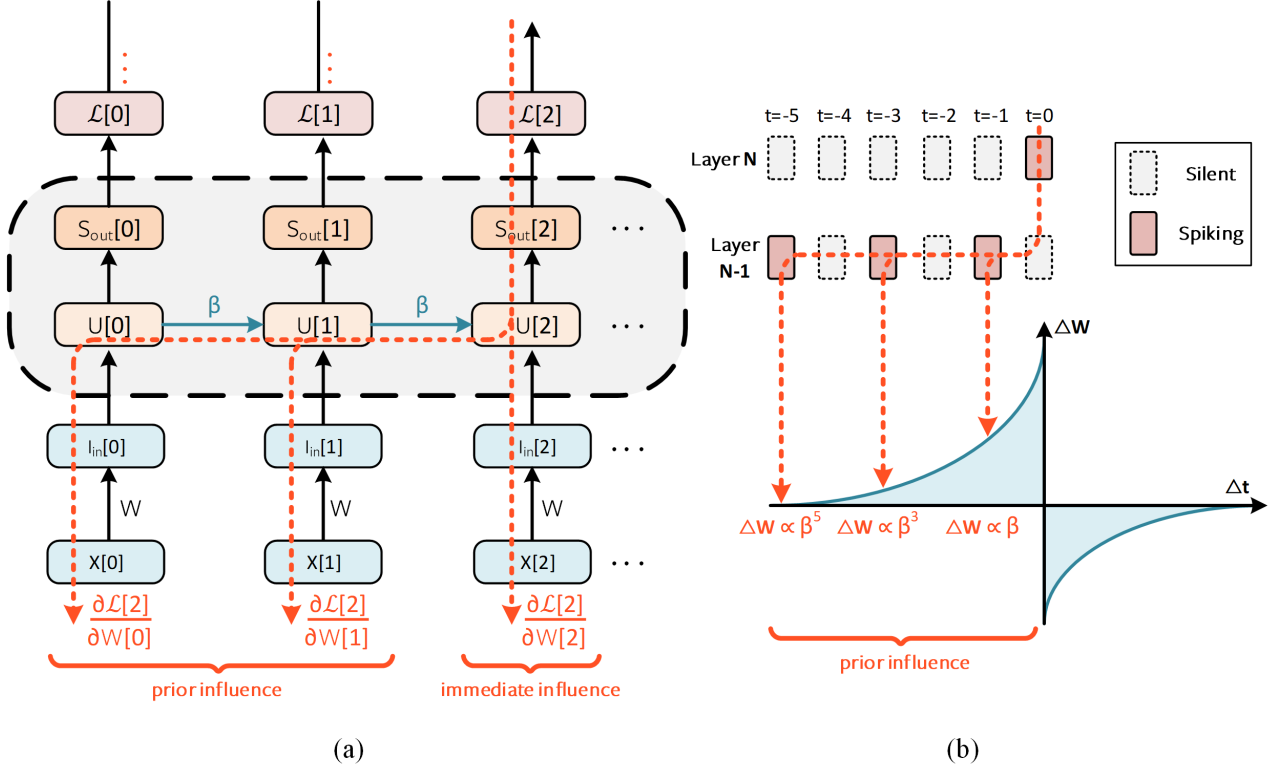 ℒ[0] ℒ[1] ℒ[2]
S_out[0] S_out[1] S_out[2] ...
β β
U[0] U[1] U[2] ...
I_in[0] I_in[1] I_in[2] ...
W W W
X[0] X[1] X[2] ...
∂ℒ[2]/∂W[0] ∂ℒ[2]/∂W[1] ∂ℒ[2]/∂W[2]
prior influence immediate influence
(a)
t=-5 t=-4 t=-3 t=-2 t=-1 t=0
Layer N
Layer
N-1
Silent
Spiking
△W
△t
△W ∝ β⁵ △W ∝ β³ △W ∝ β
prior influence
(b)